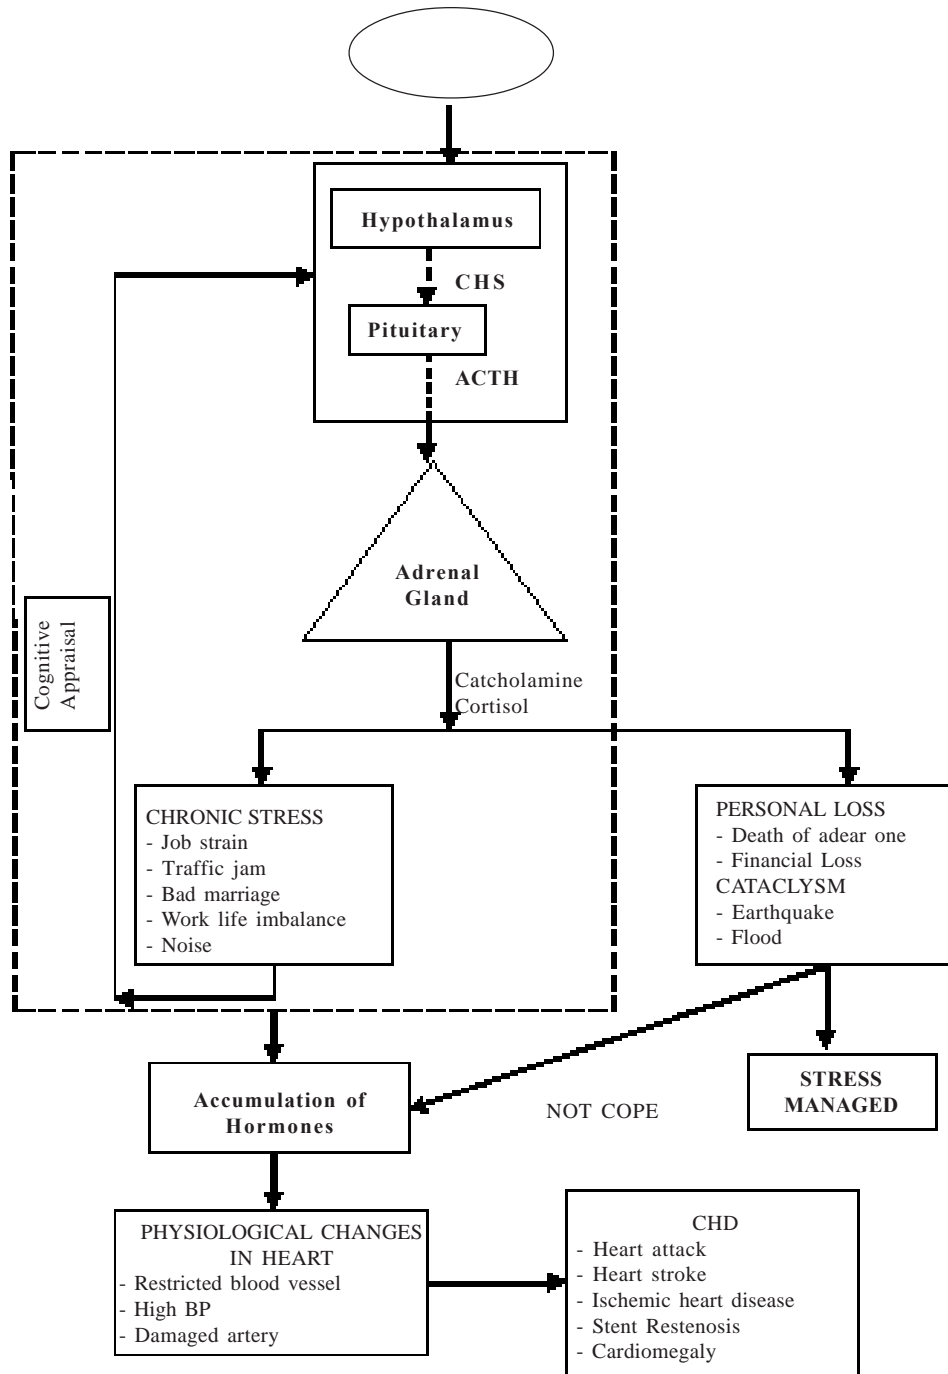 Hypothalamus
CHS
Pituitary
ACTH
Adrenal
Gland
Cognitive
Appraisal
Catcholamine
Cortisol
CHRONIC STRESS
- Job strain
- Traffic jam
- Bad marriage
- Work life imbalance
- Noise
PERSONAL LOSS
- Death of adear one
- Financial Loss
CATACLYSM
- Earthquake
- Flood
Accumulation of
Hormones
NOT COPE
STRESS
MANAGED
PHYSIOLOGICAL CHANGES
IN HEART
- Restricted blood vessel
- High BP
- Damaged artery
CHD
- Heart attack
- Heart stroke
- Ischemic heart disease
- Stent Restenosis
- Cardiomegaly